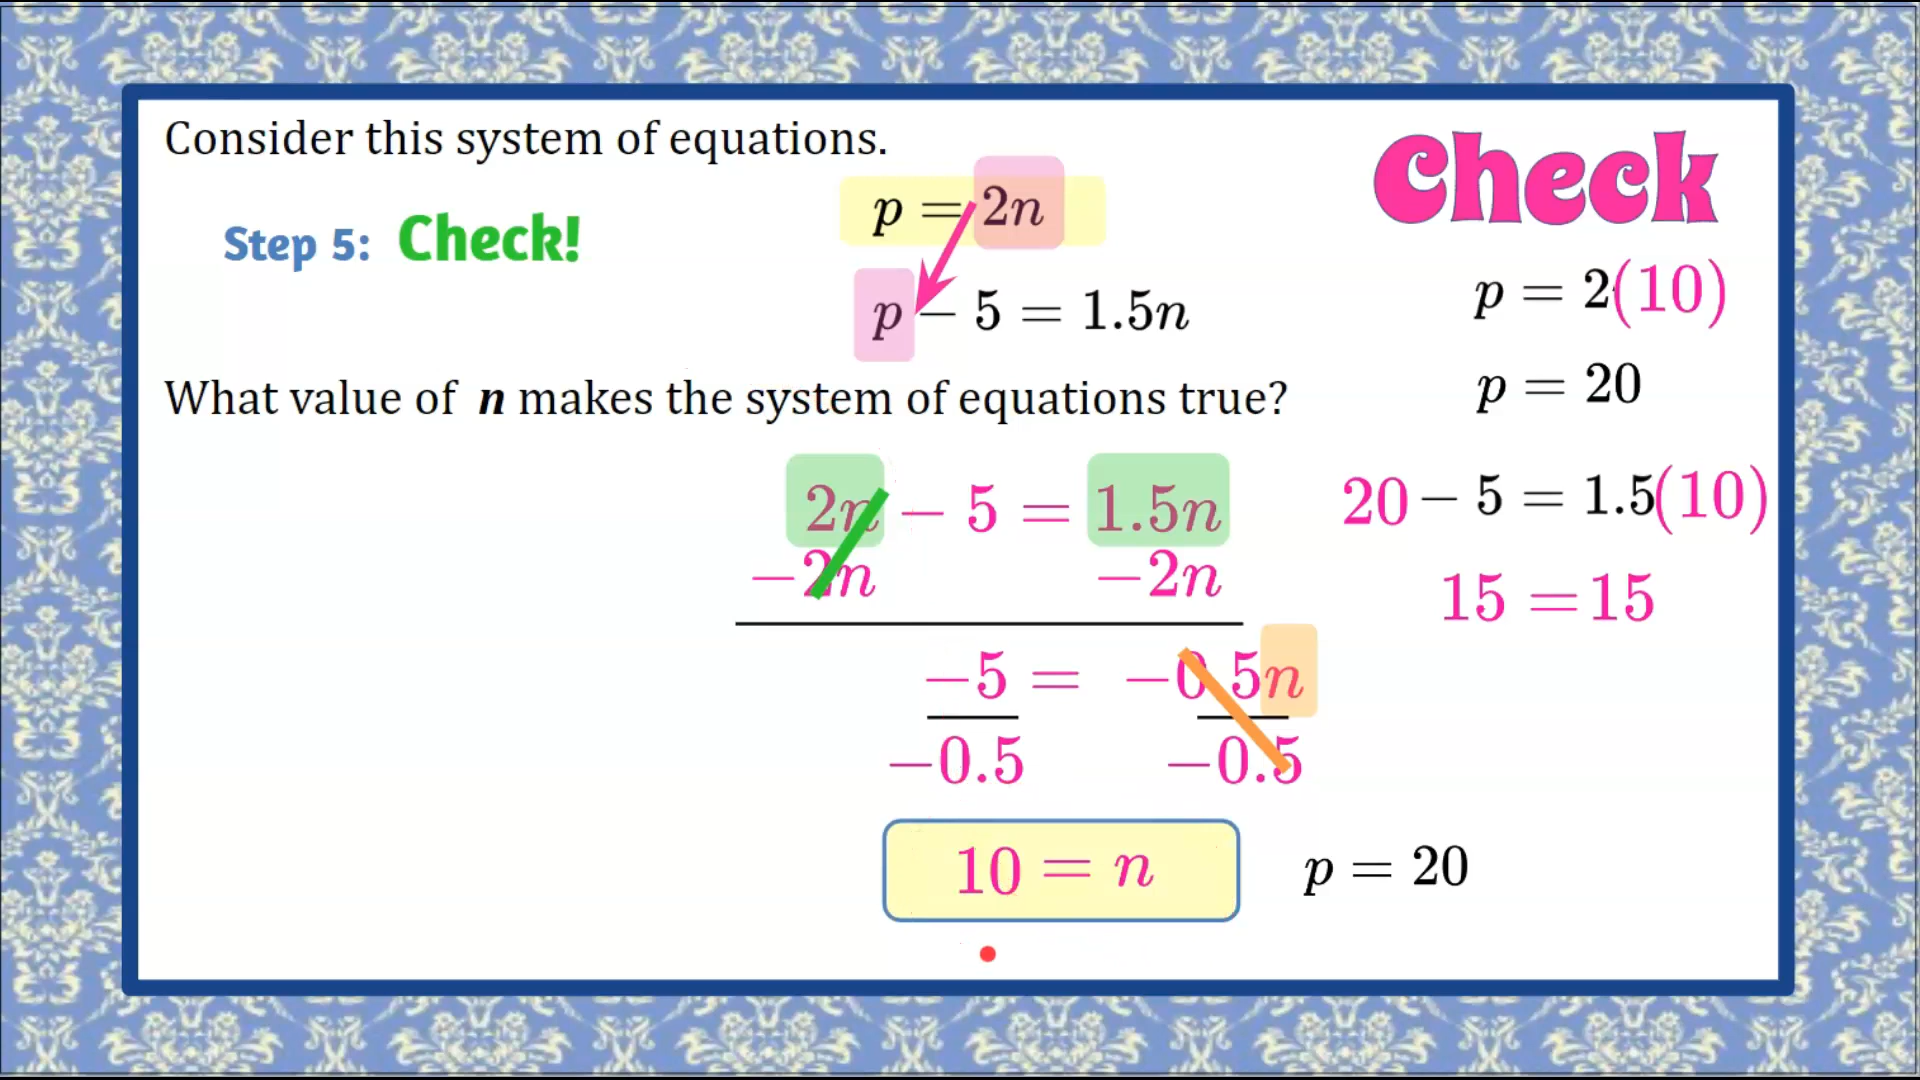 Consider this system of equations.
Step 5: Check!
p = 2n
p − 5 = 1.5n
What value of n makes the system of equations true?
2n − 5 = 1.5n
−2n −2n
−5 = −0.5n
−0.5 −0.5
10 = n p = 20
Check
p = 2(10)
p = 20
20 − 5 = 1.5(10)
15 = 15